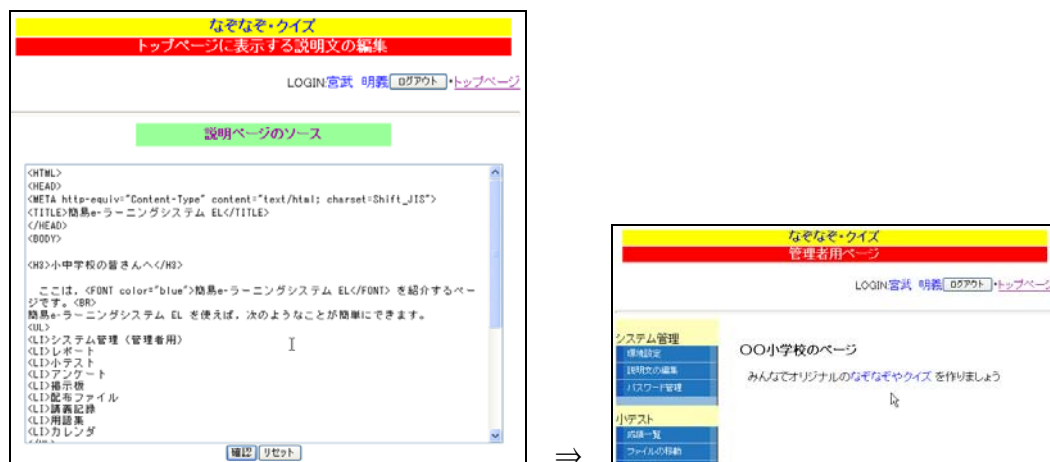 なぞなぞ・クイズ
トップページに表示する説明文の編集
LOGIN:宮武 明義 ログアウト・トップページ
説明ページのソース
<HTML>
<HEAD>
<META http-equiv="Content-Type" content="text/html; charset=Shift_JIS">
<TITLE>簡易e-ラーニングシステム EL</TITLE>
</HEAD>
<BODY>
<H3>小中学校の皆さんへ</H3>
ここは，<FONT color="blue">簡易e-ラーニングシステム EL</FONT> を紹介するペー
ジです。<BR>
簡易e-ラーニングシステム EL を使えば，次のようなことが簡単にできます。
<UL>
<LI>システム管理（管理者用）
<LI>レポート
<LI>小テスト
<LI>アンケート
<LI>掲示板
<LI>配布ファイル
<LI>講義記録
<LI>用語集
<LI>カレンダ
確認 リセット
⇒
なぞなぞ・クイズ
管理者用ページ
LOGIN:宮武 明義 ログアウト・トップページ
システム管理
環境設定
説明文の編集
パスワード管理
小テスト
成績一覧
ファイルの移動
〇〇小学校のページ
みんなでオリジナルのなぞなぞやクイズ を作りましょう